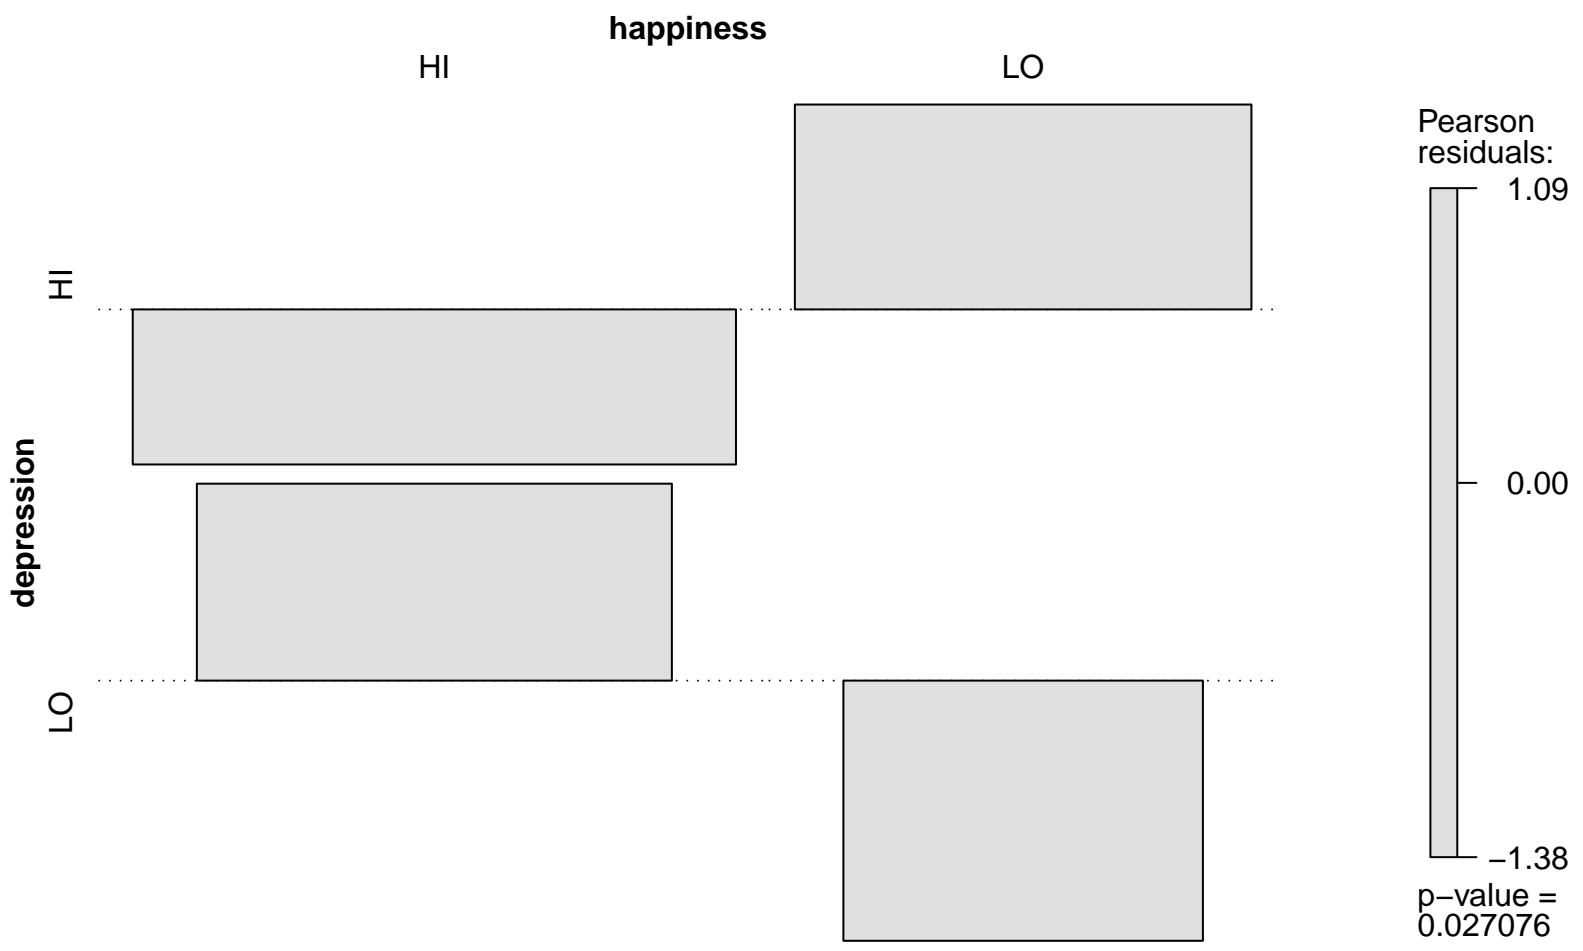 happiness
HI LO
Pearson
residuals:
1.09
HI
depression
0.00
LO
−1.38
p−value =
0.027076